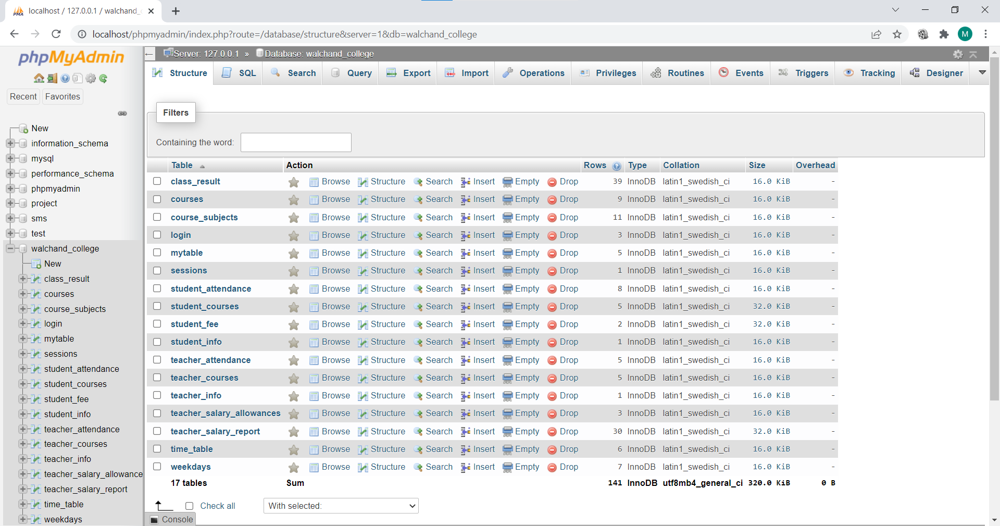 localhost / 127.0.0.1 / walchand_
localhost/phpmyadmin/index.php?route=/database/structure&server=1&db=walchand_college
M
phpMyAdmin
Recent Favorites
New
information_schema
mysql
performance_schema
phpmyadmin
project
sms
test
walchand_college
New
class_result
courses
course_subjects
login
mytable
sessions
student_attendance
student_courses
student_fee
student_info
teacher_attendance
teacher_courses
teacher_info
teacher_salary_allowance
teacher_salary_report
time_table
weekdays
Server: 127.0.0.1 » Database: walchand_college
Structure SQL Search Query Export Import Operations Privileges Routines Events Triggers Tracking Designer
Filters
Containing the word:
Table Action Rows Type Collation Size Overhead
class_result Browse Structure Search Insert Empty Drop 39 InnoDB latin1_swedish_ci 16.0 KiB -
courses Browse Structure Search Insert Empty Drop 9 InnoDB latin1_swedish_ci 16.0 KiB -
course_subjects Browse Structure Search Insert Empty Drop 11 InnoDB latin1_swedish_ci 16.0 KiB -
login Browse Structure Search Insert Empty Drop 3 InnoDB latin1_swedish_ci 16.0 KiB -
mytable Browse Structure Search Insert Empty Drop 5 InnoDB latin1_swedish_ci 16.0 KiB -
sessions Browse Structure Search Insert Empty Drop 1 InnoDB latin1_swedish_ci 16.0 KiB -
student_attendance Browse Structure Search Insert Empty Drop 8 InnoDB latin1_swedish_ci 16.0 KiB -
student_courses Browse Structure Search Insert Empty Drop 5 InnoDB latin1_swedish_ci 32.0 KiB -
student_fee Browse Structure Search Insert Empty Drop 2 InnoDB latin1_swedish_ci 32.0 KiB -
student_info Browse Structure Search Insert Empty Drop 1 InnoDB latin1_swedish_ci 16.0 KiB -
teacher_attendance Browse Structure Search Insert Empty Drop 5 InnoDB latin1_swedish_ci 16.0 KiB -
teacher_courses Browse Structure Search Insert Empty Drop 5 InnoDB latin1_swedish_ci 16.0 KiB -
teacher_info Browse Structure Search Insert Empty Drop 1 InnoDB latin1_swedish_ci 16.0 KiB -
teacher_salary_allowances Browse Structure Search Insert Empty Drop 3 InnoDB latin1_swedish_ci 16.0 KiB -
teacher_salary_report Browse Structure Search Insert Empty Drop 30 InnoDB latin1_swedish_ci 32.0 KiB -
time_table Browse Structure Search Insert Empty Drop 6 InnoDB latin1_swedish_ci 16.0 KiB -
weekdays Browse Structure Search Insert Empty Drop 7 InnoDB latin1_swedish_ci 16.0 KiB -
17 tables Sum 141 InnoDB utf8mb4_general_ci 320.0 KiB 0 B
Check all With selected:
Console